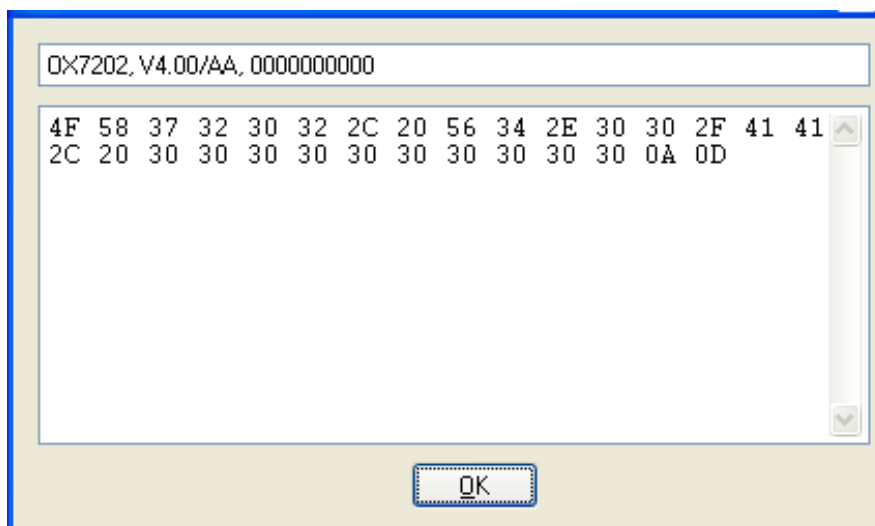 OX7202, V4.00/AA, 0000000000
4F 58 37 32 30 32 2C 20 56 34 2E 30 30 2F 41 41
2C 20 30 30 30 30 30 30 30 30 30 30 0A 0D
OK